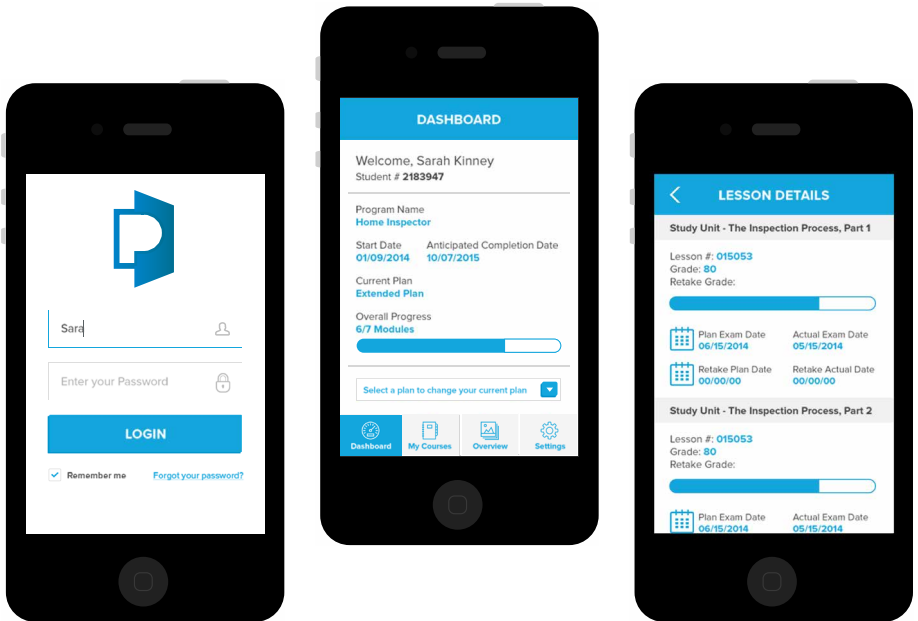 Sara
Enter your Password
LOGIN
Remember me Forgot your password?
DASHBOARD
Welcome, Sarah Kinney
Student # 2183947
Program Name
Home Inspector
Start Date Anticipated Completion Date
01/09/2014 10/07/2015
Current Plan
Extended Plan
Overall Progress
6/7 Modules
Select a plan to change your current plan
Dashboard My Courses Overview Settings
LESSON DETAILS
Study Unit - The Inspection Process, Part 1
Lesson #: 015053
Grade: 80
Retake Grade:
Plan Exam Date Actual Exam Date
06/15/2014 05/15/2014
Retake Plan Date Retake Actual Date
00/00/00 00/00/00
Study Unit - The Inspection Process, Part 2
Lesson #: 015053
Grade: 80
Retake Grade:
Plan Exam Date Actual Exam Date
06/15/2014 05/15/2014